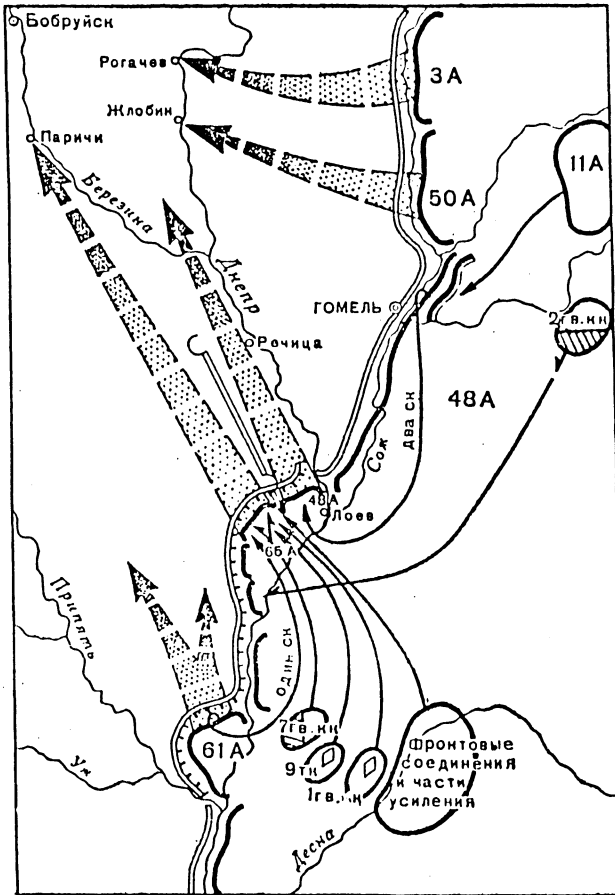 Бобруйск
Рогачев
3А
Жлобин
Паричи
11А
50А
Березина
Днепр
ГОМЕЛЬ
2гв.кк
Речица
48А
два ск
Сож
48А
Лоев
65А
Припять
один ск
7гв.кк
61А
9тк
Уж
1гв.тк
Фронтовые
соединения
и части
усиления
Десна